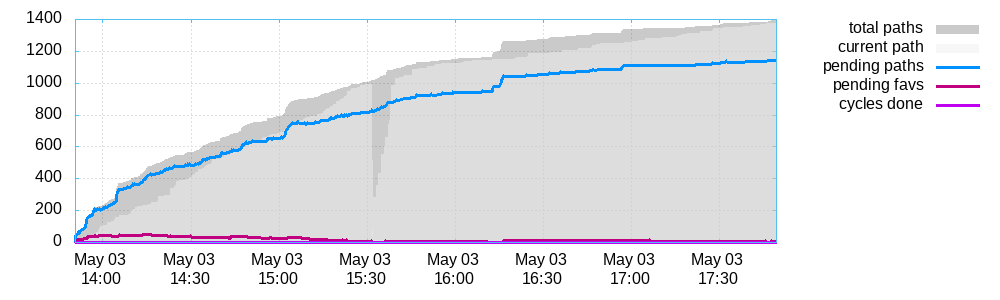 1400
1200
1000
800
600
400
200
0
May 03 May 03 May 03 May 03 May 03 May 03 May 03 May 03
14:00 14:30 15:00 15:30 16:00 16:30 17:00 17:30
total paths
current path
pending paths
pending favs
cycles done